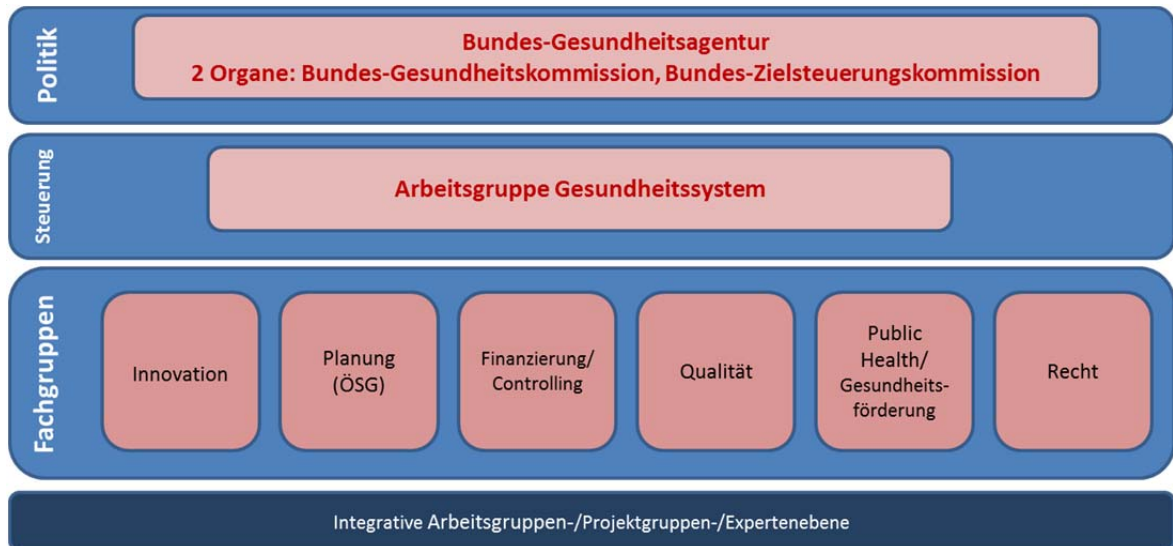 Politik
Bundes-Gesundheitsagentur
2 Organe: Bundes-Gesundheitskommission, Bundes-Zielsteuerungskommission
Steuerung
Arbeitsgruppe Gesundheitssystem
Fachgruppen
Innovation
Planung
(ÖSG)
Finanzierung/
Controlling
Qualität
Public
Health/
Gesundheits-
förderung
Recht
Integrative Arbeitsgruppen-/Projektgruppen-/Expertenebene